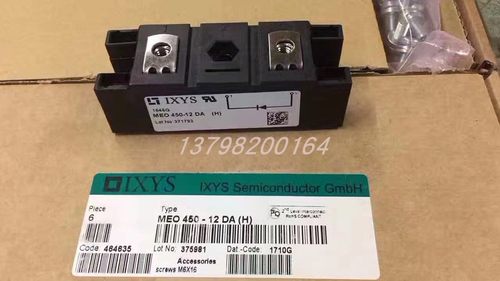 IXYS
1645G
MEO 450-12 DA (H)
Lot No 371793
13798200164
IXYS
IXYS Semiconductor GmbH
Piece
6
Type
MEO 450 - 12 DA (H)
2nd Level Interconnect
RoHS COMPLIANT
Code: 464635
Lot No: 375981
Dat.-Code: 1710G
Accessories
screws M6X16